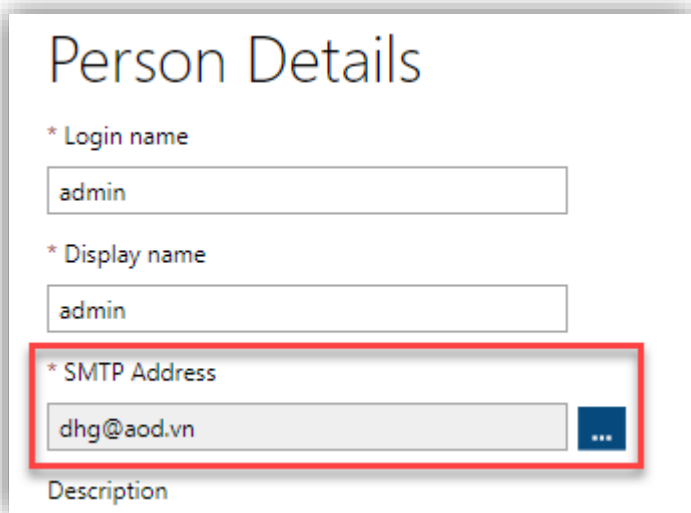 Person Details
* Login name
admin
* Display name
admin
* SMTP Address
dhg@aod.vn
...
Description